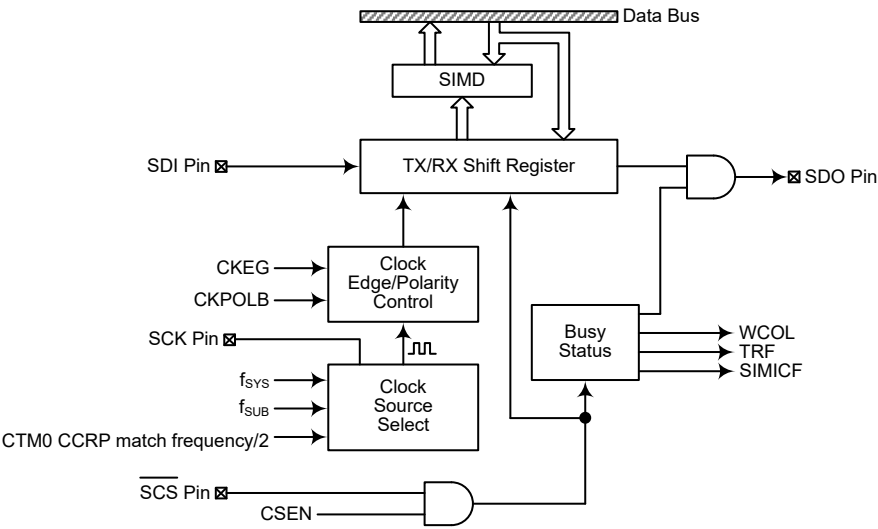 Data Bus
SIMD
SDI Pin
TX/RX Shift Register
SDO Pin
CKEG
CKPOLB
Clock
Edge/Polarity
Control
SCK Pin
Busy
Status
WCOL
TRF
SIMICF
fSYS
fSUB
CTM0 CCRP match frequency/2
Clock
Source
Select
SCS Pin
CSEN